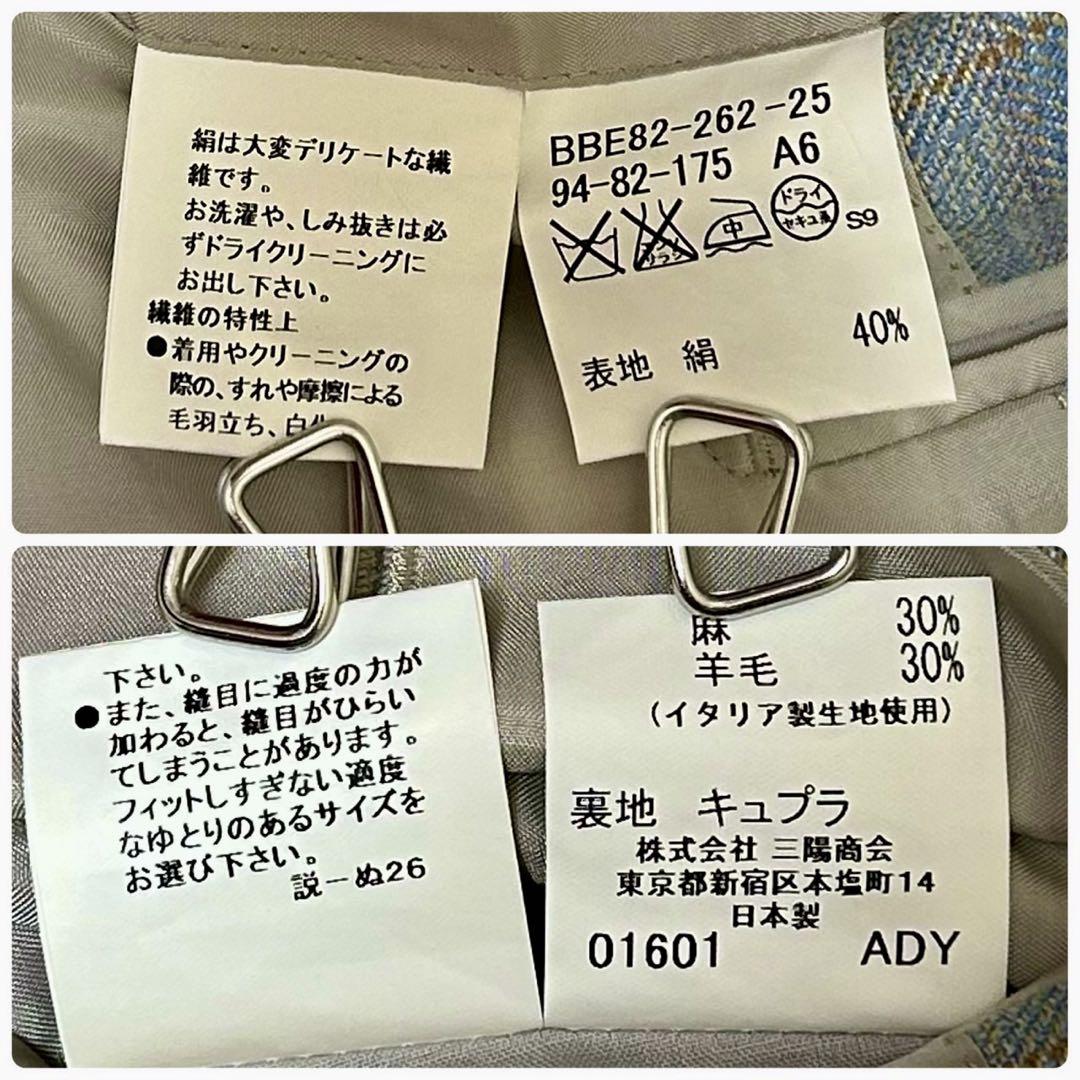 絹は大変デリケートな繊
維です。
お洗濯や、しみ抜きは必
ずドライクリーニングに
お出し下さい。
繊維の特性上
●着用やクリーニングの
際の、すれや摩擦による
毛羽立ち、白
BBE82-262-25
94-82-175 A6
サラシ 中 ドライ セキユ系 S9
表地 絹 40%
下さい。
●また、縫目に過度の力が
加わると、縫目がひらい
てしまうことがあります。
フィットしすぎない適度
なゆとりのあるサイズを
お選び下さい。
説ーぬ26
麻 30%
羊毛 30%
(イタリア製生地使用)
裏地 キュプラ
株式会社 三陽商会
東京都新宿区本塩町14
日本製
01601 ADY